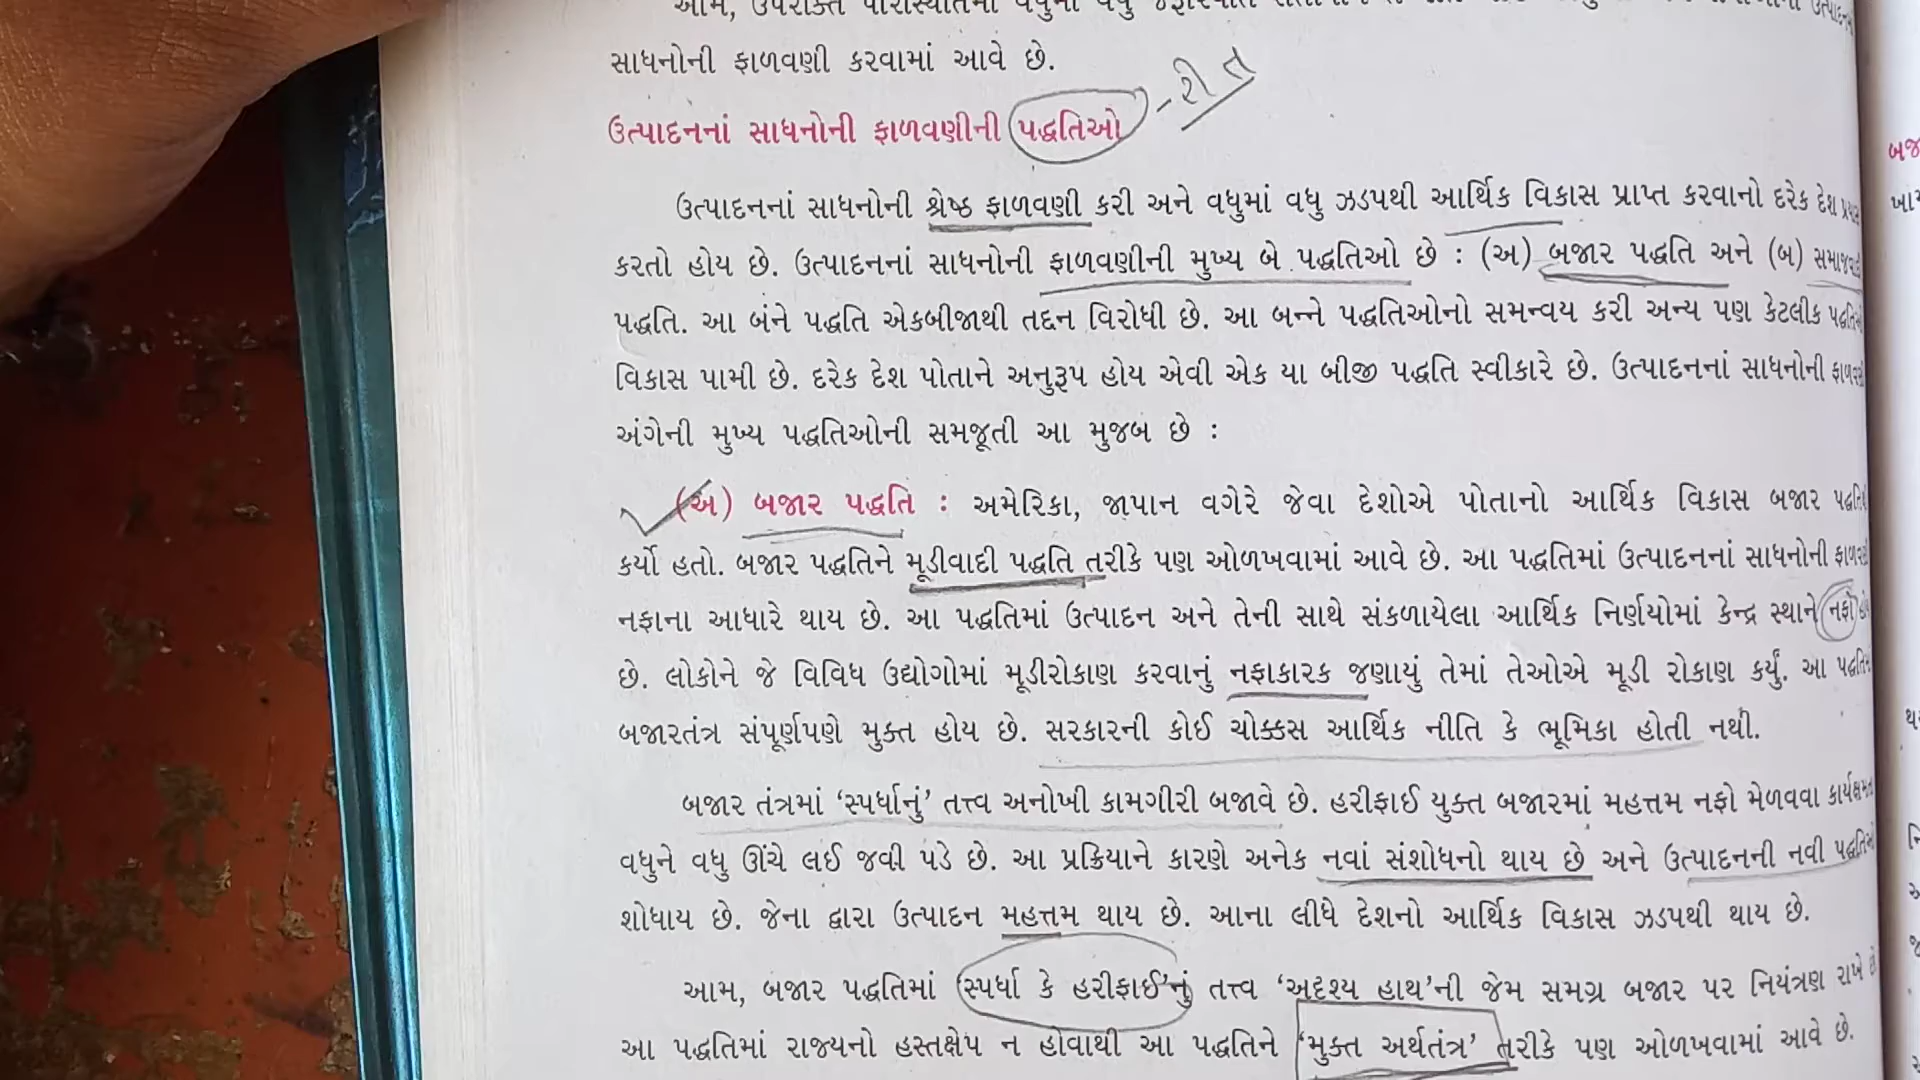 સાધનોની ફાળવણી કરવામાં આવે છે.
- રીત
ઉત્પાદનનાં સાધનોની ફાળવણીની પદ્ધતિઓ
ઉત્પાદનનાં સાધનોની શ્રેષ્ઠ ફાળવણી કરી અને વધુમાં વધુ ઝડપથી આર્થિક વિકાસ પ્રાપ્ત કરવાનો દરેક દેશ
કરતો હોય છે. ઉત્પાદનનાં સાધનોની ફાળવણીની મુખ્ય બે પદ્ધતિઓ છે : (અ) બજાર પદ્ધતિ અને (બ)
પદ્ધતિ. આ બંને પદ્ધતિ એકબીજાથી તદ્દન વિરોધી છે. આ બન્ને પદ્ધતિઓનો સમન્વય કરી અન્ય પણ કેટલીક
વિકાસ પામી છે. દરેક દેશ પોતાને અનુરૂપ હોય એવી એક યા બીજી પદ્ધતિ સ્વીકારે છે. ઉત્પાદનનાં સાધનોની
અંગેની મુખ્ય પદ્ધતિઓની સમજૂતી આ મુજબ છે :
(અ) બજાર પદ્ધતિ : અમેરિકા, જાપાન વગેરે જેવા દેશોએ પોતાનો આર્થિક વિકાસ બજાર
કર્યો હતો. બજાર પદ્ધતિને મૂડીવાદી પદ્ધતિ તરીકે પણ ઓળખવામાં આવે છે. આ પદ્ધતિમાં ઉત્પાદનનાં સાધનોની
નફાના આધારે થાય છે. આ પદ્ધતિમાં ઉત્પાદન અને તેની સાથે સંકળાયેલા આર્થિક નિર્ણયોમાં કેન્દ્ર સ્થાને નફો
છે. લોકોને જે વિવિધ ઉદ્યોગોમાં મૂડીરોકાણ કરવાનું નફાકારક જણાયું તેમાં તેઓએ મૂડી રોકાણ કર્યું. આ
બજારતંત્ર સંપૂર્ણપણે મુક્ત હોય છે. સરકારની કોઈ ચોક્કસ આર્થિક નીતિ કે ભૂમિકા હોતી નથી.
બજાર તંત્રમાં ‘સ્પર્ધાનું’ તત્ત્વ અનોખી કામગીરી બજાવે છે. હરીફાઈ યુક્ત બજારમાં મહત્તમ નફો મેળવવા
વધુને વધુ ઊંચે લઈ જવી પડે છે. આ પ્રક્રિયાને કારણે અનેક નવાં સંશોધનો થાય છે અને ઉત્પાદનની નવી
શોધાય છે. જેના દ્વારા ઉત્પાદન મહત્તમ થાય છે. આના લીધે દેશનો આર્થિક વિકાસ ઝડપથી થાય છે.
આમ, બજાર પદ્ધતિમાં ‘સ્પર્ધા કે હરીફાઈ’નું તત્ત્વ ‘અદૃશ્ય હાથ’ની જેમ સમગ્ર બજાર પર નિયંત્રણ રાખે છે
આ પદ્ધતિમાં રાજ્યનો હસ્તક્ષેપ ન હોવાથી આ પદ્ધતિને ‘મુક્ત અર્થતંત્ર’ તરીકે પણ ઓળખવામાં આવે છે.